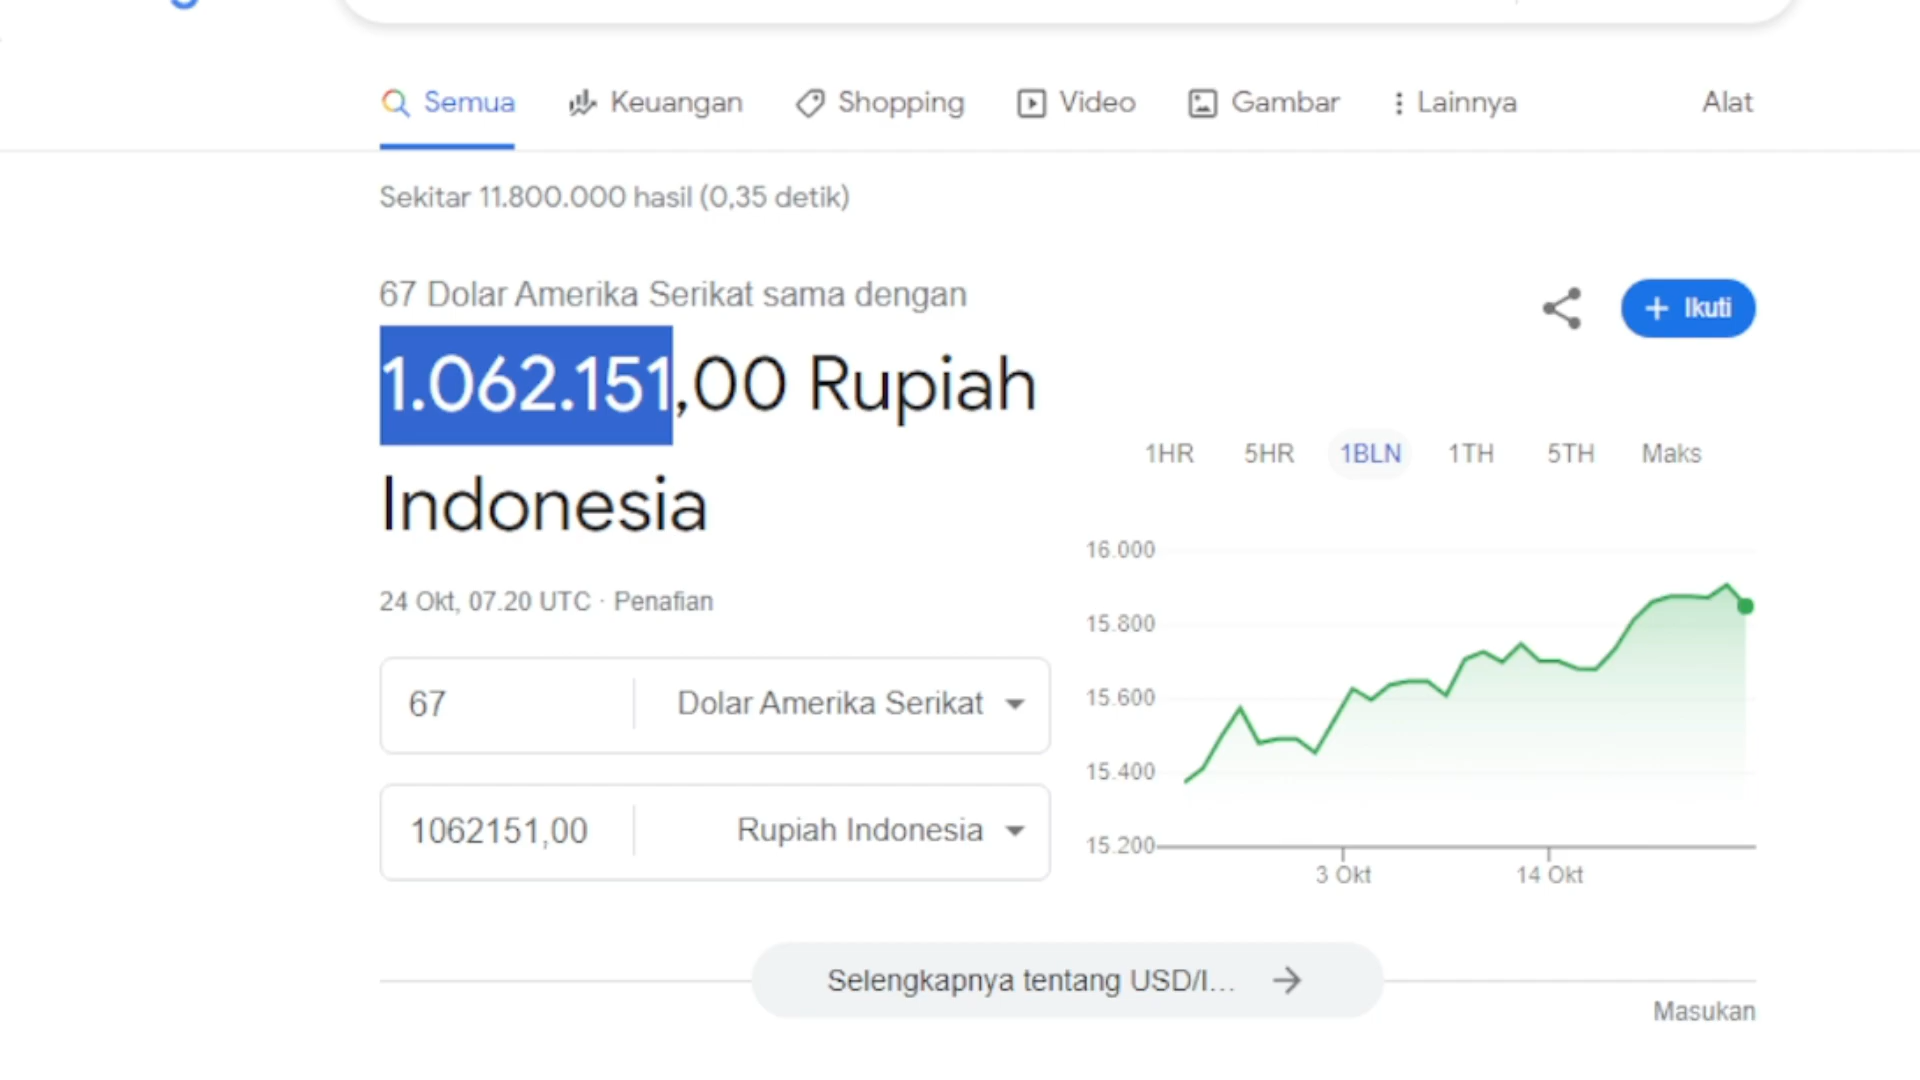 Semua
Keuangan
Shopping
Video
Gambar
Lainnya
Alat
Sekitar 11.800.000 hasil (0,35 detik)
67 Dolar Amerika Serikat sama dengan
1.062.151,00 Rupiah
Indonesia
24 Okt, 07.20 UTC · Penafian
67
Dolar Amerika Serikat
1062151,00
Rupiah Indonesia
+ Ikuti
1HR
5HR
1BLN
1TH
5TH
Maks
16.000
15.800
15.600
15.400
15.200
3 Okt
14 Okt
Selengkapnya tentang USD/I...
Masukan